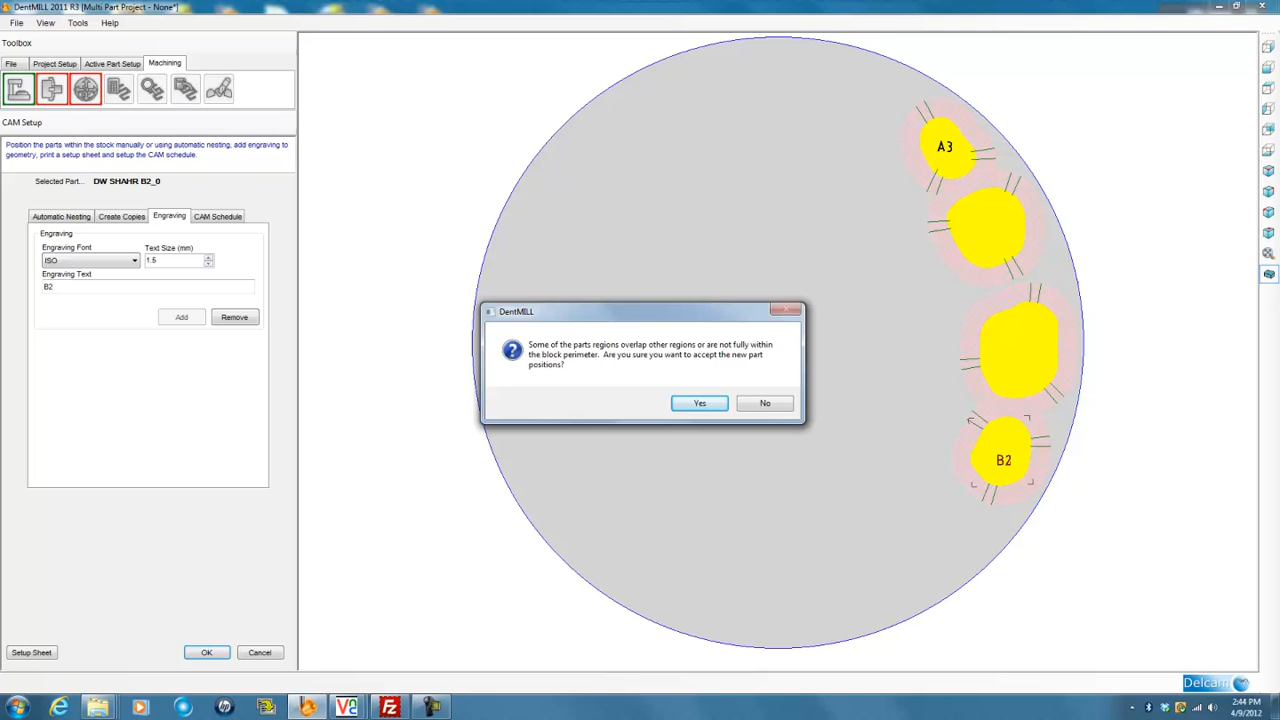 DentMILL 2011 R3 [Multi Part Project - None*]
File View Tools Help
Toolbox
File Project Setup Active Part Setup Machining
CAM Setup
Position the parts within the stock manually or using automatic nesting, add engraving to
geometry, print a setup sheet and setup the CAM schedule.
Selected Part... DW SHAHR B2_0
Automatic Nesting Create Copies Engraving CAM Schedule
Engraving
Engraving Font Text Size (mm)
ISO 1.5
Engraving Text
B2
Add Remove
A3
DentMILL
Some of the parts regions overlap other regions or are not fully within
the block perimeter. Are you sure you want to accept the new part
positions?
Yes No
B2
Setup Sheet OK Cancel
Delcam
2:44 PM
4/9/2012